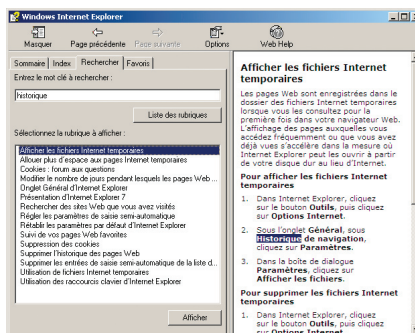 Windows Internet Explorer
Masquer
Page précédente
Page suivante
Options
Web Help
Sommaire
Index
Rechercher
Favoris
Entrez le mot clé à rechercher :
historique
Liste des rubriques
Sélectionnez la rubrique à afficher :
Afficher les fichiers Internet temporaires
Allouer plus d'espace aux pages Internet temporaires
Cookies : forum aux questions
Modifier le nombre de jours pendant lesquels les pages Web ...
Onglet Général d'Internet Explorer
Présentation d'Internet Explorer 7
Rechercher des sites Web que vous avez visités
Régler les paramètres de saisie semi-automatique
Rétablir les paramètres par défaut d'Internet Explorer
Suivi de vos pages Web favorites
Suppression des cookies
Supprimer l'historique des pages Web
Supprimer les entrées de saisie semi-automatique de la liste d...
Utilisation de fichiers Internet temporaires
Utilisation des raccourcis clavier d'Internet Explorer
Afficher
Afficher les fichiers Internet
temporaires
Les pages Web sont enregistrées dans le
dossier des fichiers Internet temporaires
lorsque vous les consultez pour la
première fois dans votre navigateur Web.
L'affichage des pages auxquelles vous
accédez fréquemment ou que vous avez
déjà vues s'accélère dans la mesure où
Internet Explorer peut les ouvrir à partir
de votre disque dur au lieu d'Internet.
Pour afficher les fichiers Internet
temporaires
1. Dans Internet Explorer, cliquez
sur le bouton Outils, puis cliquez
sur Options Internet.
2. Sous l'onglet Général, sous
Historique de navigation,
cliquez sur Paramètres.
3. Dans la boîte de dialogue
Paramètres, cliquez sur
Afficher les fichiers.
Pour supprimer les fichiers Internet
temporaires
1. Dans Internet Explorer, cliquez
sur le bouton Outils, puis cliquez
sur Options Internet.